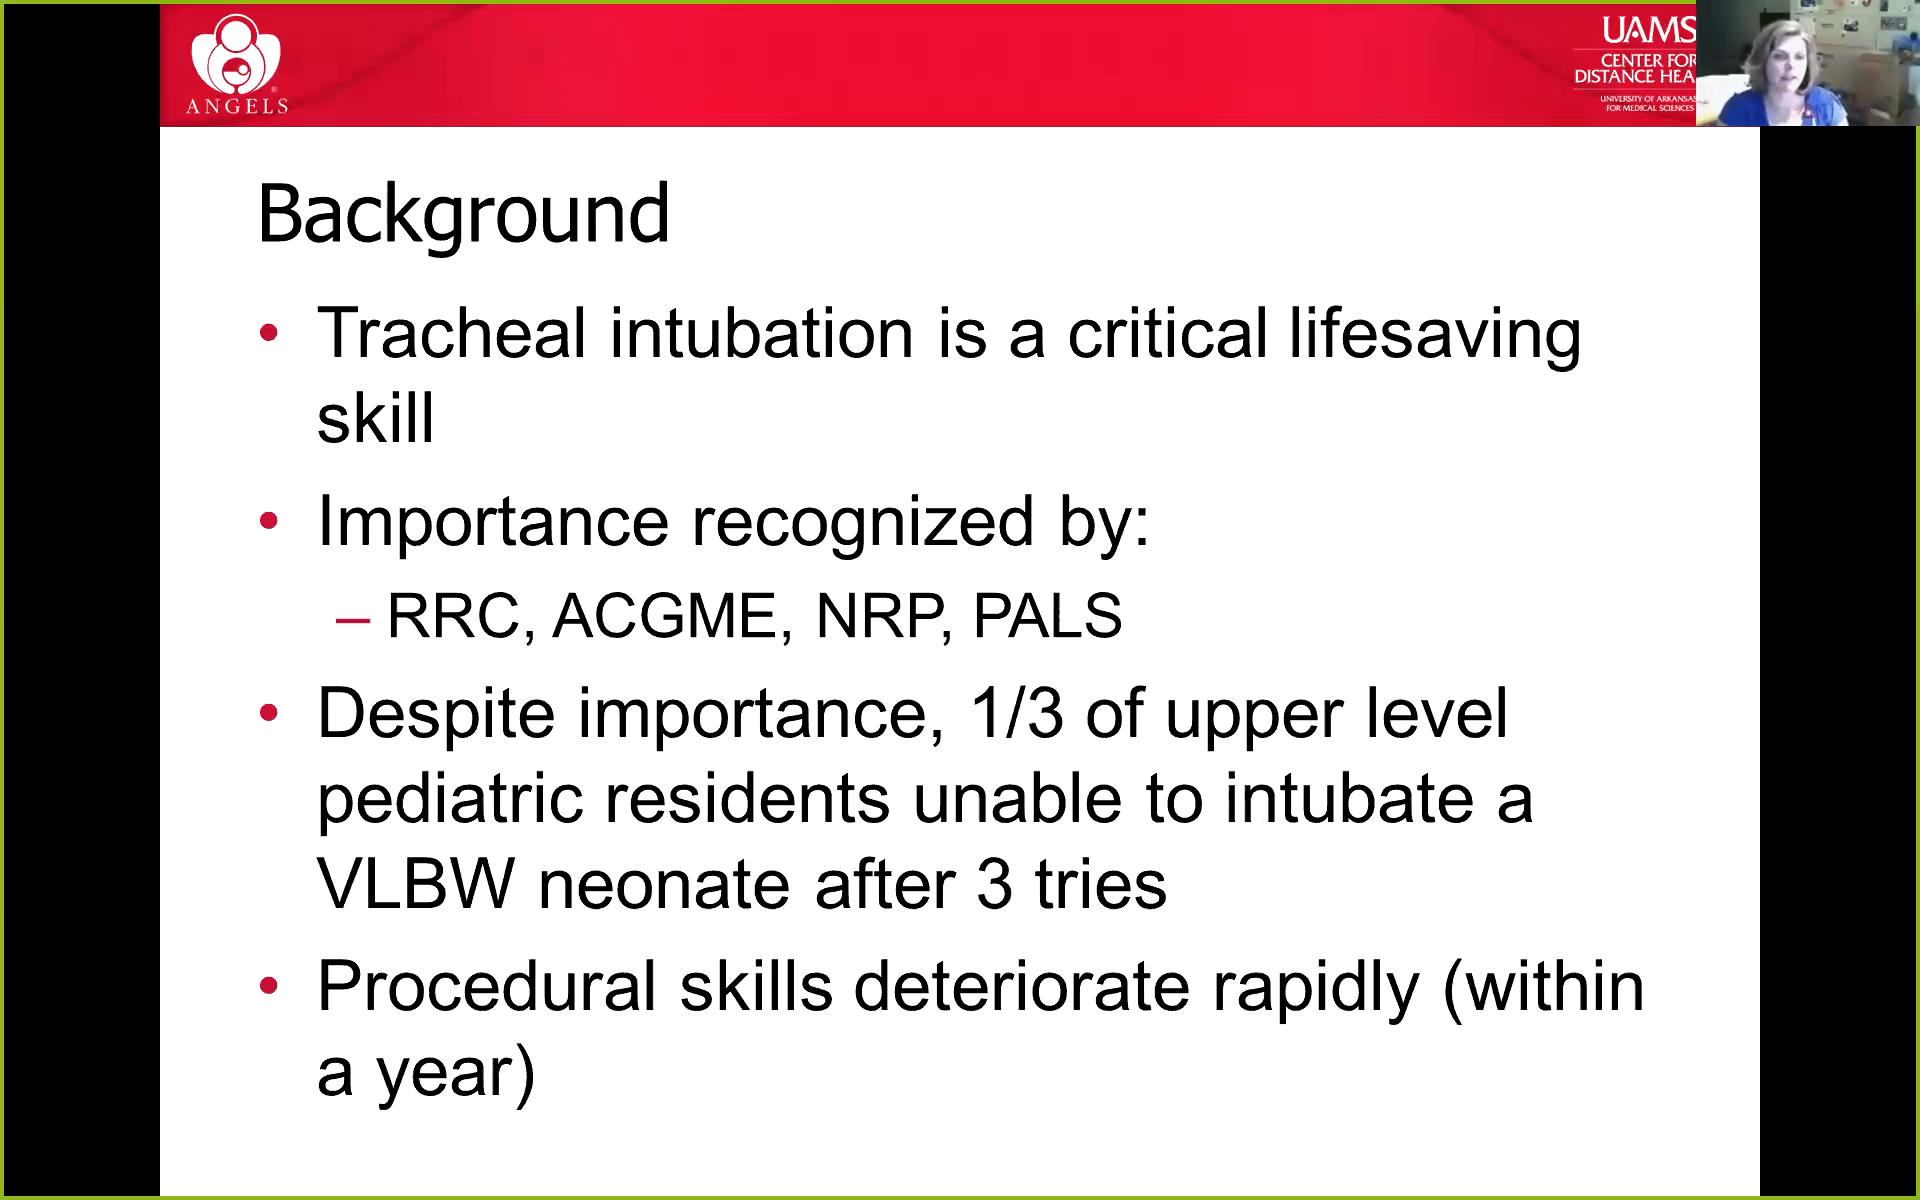 ANGELS
UAMS
CENTER FOR
DISTANCE HEA
UNIVERSITY OF ARKANSAS
FOR MEDICAL SCIENCES
Background
• Tracheal intubation is a critical lifesaving
skill
• Importance recognized by:
– RRC, ACGME, NRP, PALS
• Despite importance, 1/3 of upper level
pediatric residents unable to intubate a
VLBW neonate after 3 tries
• Procedural skills deteriorate rapidly (within
a year)